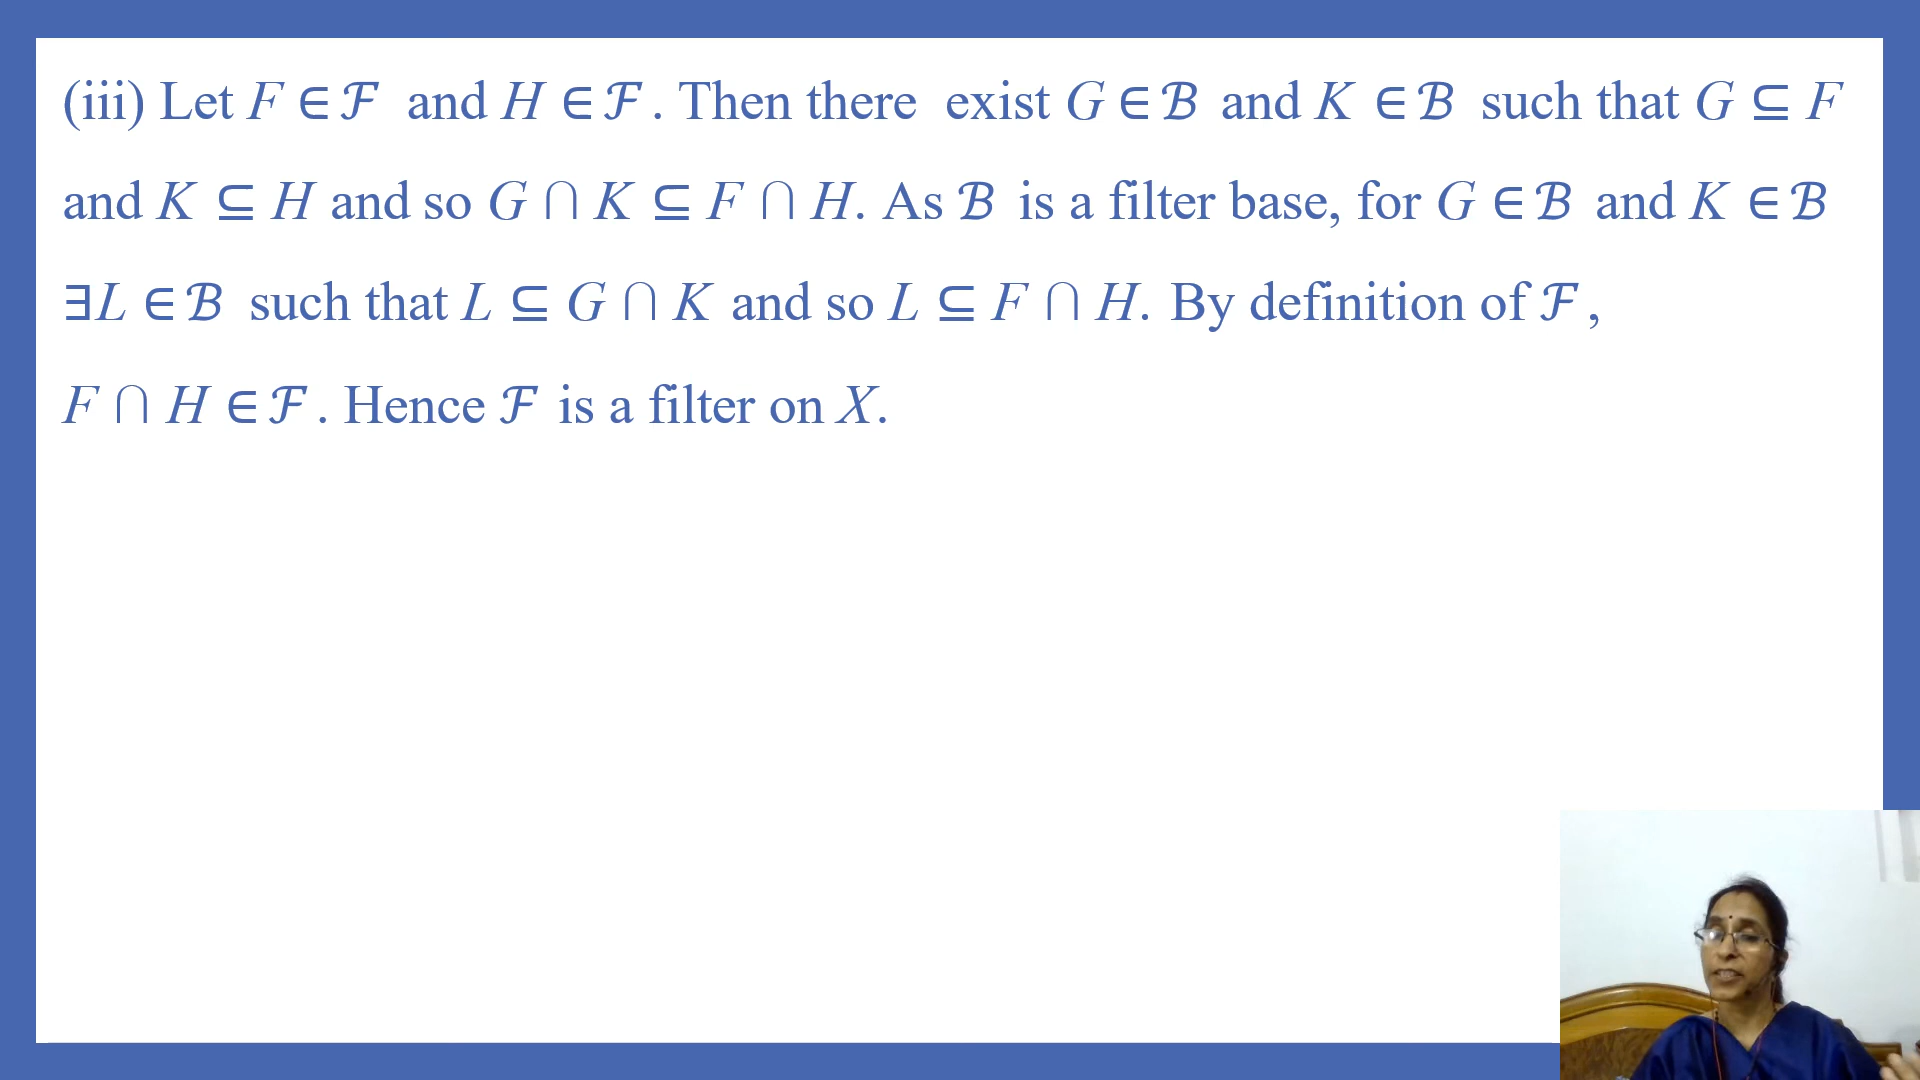 (iii) Let F ∈ ℱ and H ∈ ℱ. Then there exist G ∈ ℬ and K ∈ ℬ such that G ⊆ F
and K ⊆ H and so G ∩ K ⊆ F ∩ H. As ℬ is a filter base, for G ∈ ℬ and K ∈ ℬ
∃L ∈ ℬ such that L ⊆ G ∩ K and so L ⊆ F ∩ H. By definition of ℱ,
F ∩ H ∈ ℱ. Hence ℱ is a filter on X.